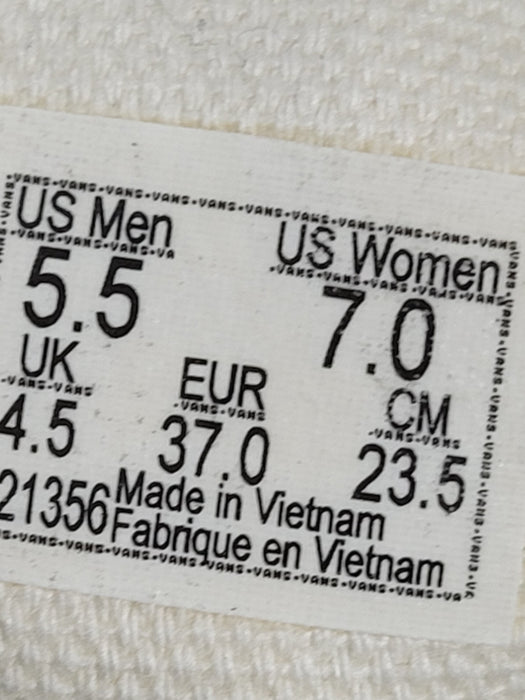 US Men US Women
5.5 7.0
UK EUR CM
4.5 37.0 23.5
21356 Made in Vietnam
Fabrique en Vietnam